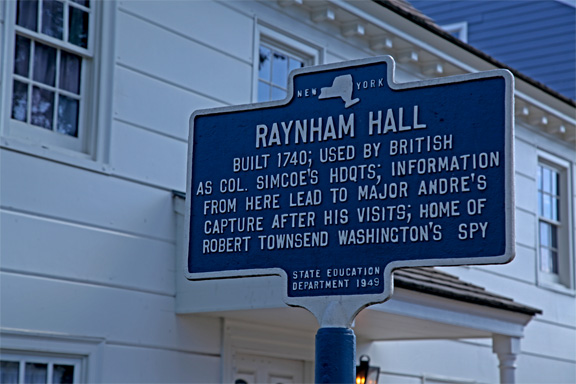 NEW YORK
RAYNHAM HALL
BUILT 1740; USED BY BRITISH
AS COL. SIMCOE'S HDQTS; INFORMATION
FROM HERE LEAD TO MAJOR ANDRE'S
CAPTURE AFTER HIS VISITS; HOME OF
ROBERT TOWNSEND WASHINGTON'S SPY
STATE EDUCATION
DEPARTMENT 1949